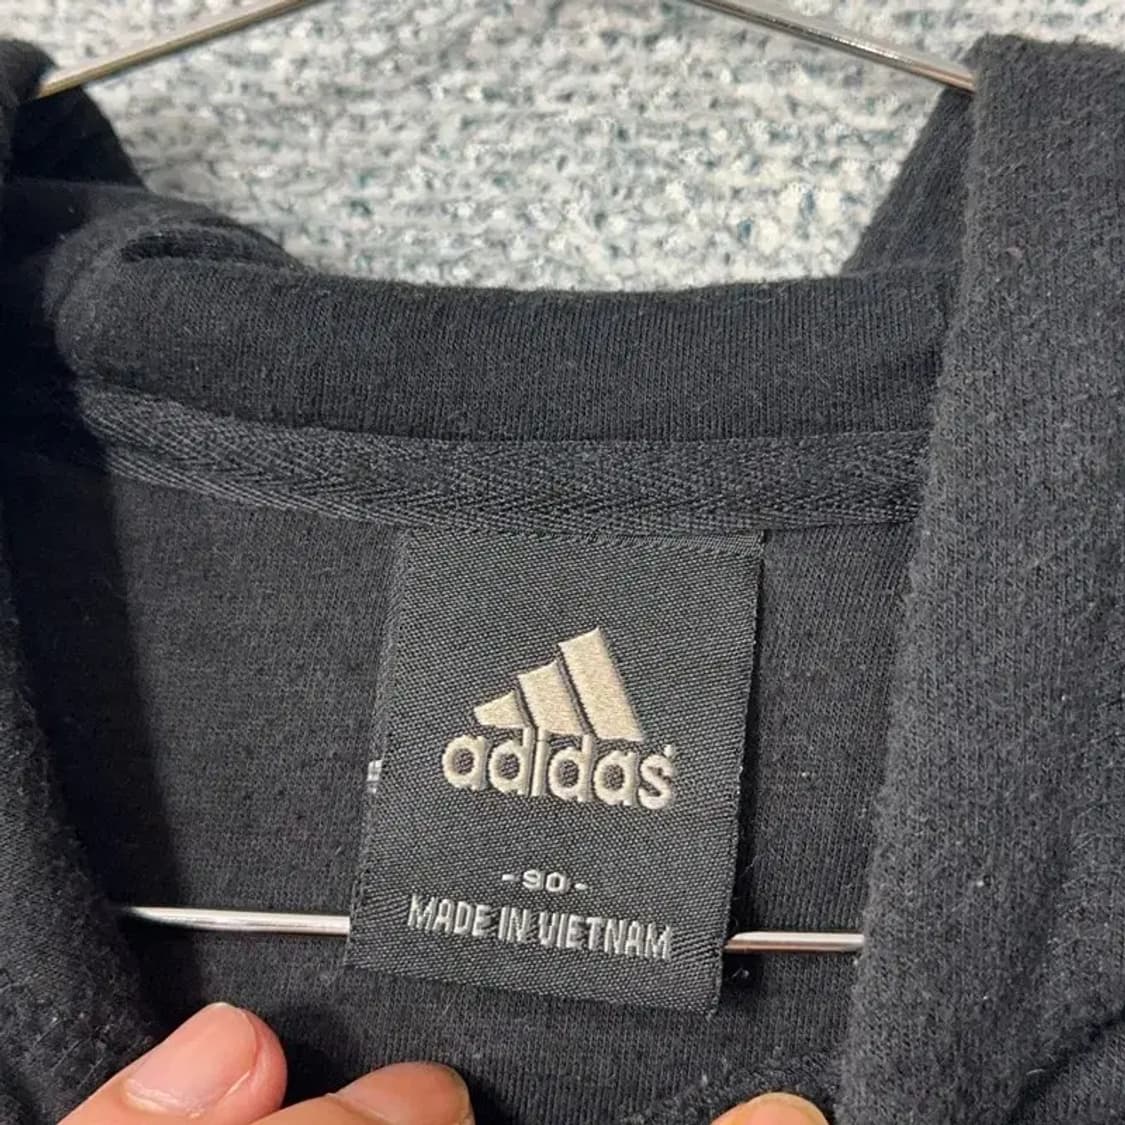 adidas
-90-
MADE IN VIETNAM